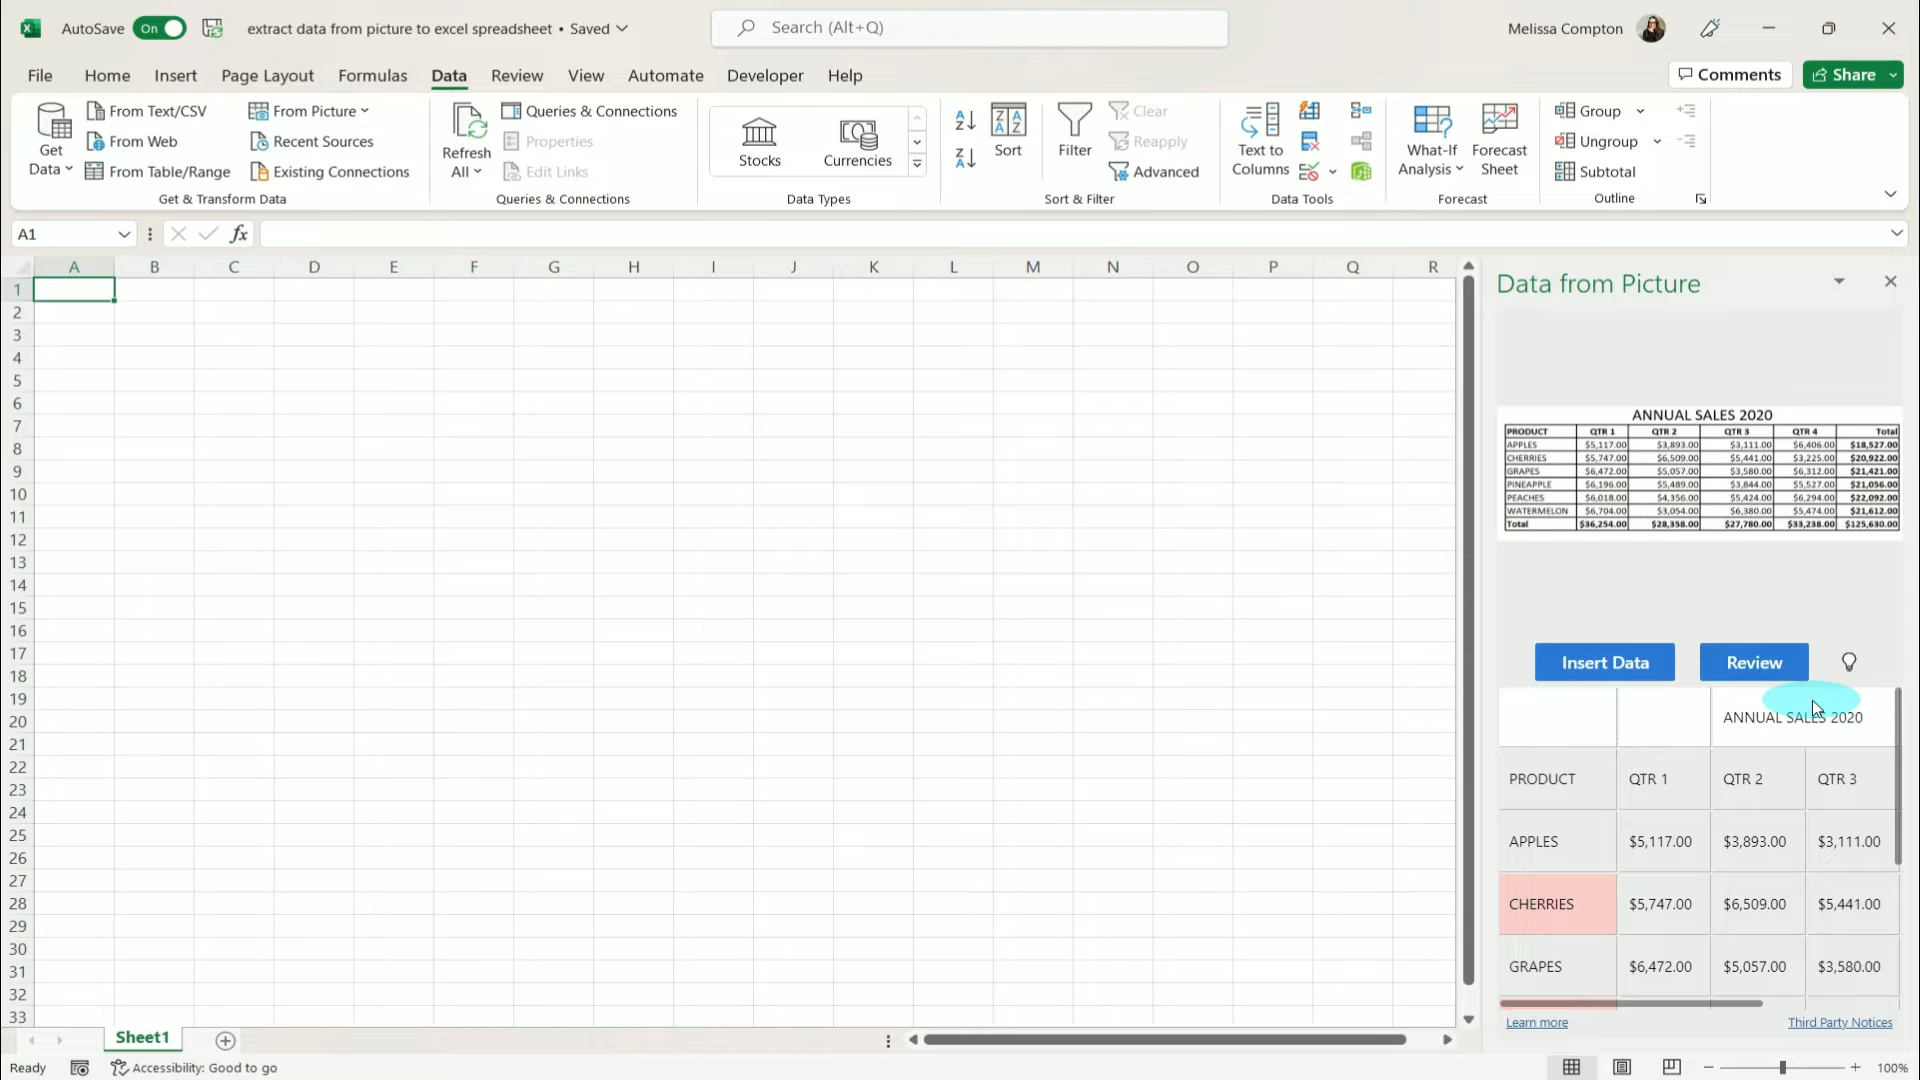 AutoSave On extract data from picture to excel spreadsheet • Saved Search (Alt+Q) Melissa Compton
File Home Insert Page Layout Formulas Data Review View Automate Developer Help Comments Share
Get Data
From Text/CSV
From Web
From Table/Range
From Picture
Recent Sources
Existing Connections
Get & Transform Data
Refresh All
Queries & Connections
Properties
Edit Links
Queries & Connections
Stocks Currencies
Data Types
Sort
Filter
Clear
Reapply
Advanced
Sort & Filter
Text to Columns
Data Tools
What-If Analysis
Forecast Sheet
Forecast
Group
Ungroup
Subtotal
Outline
A1 fx
A B C D E F G H I J K L M N O P Q R
1
2
3
4
5
6
7
8
9
10
11
12
13
14
15
16
17
18
19
20
21
22
23
24
25
26
27
28
29
30
31
32
33
Data from Picture
ANNUAL SALES 2020
PRODUCT QTR 1 QTR 2 QTR 3 QTR 4 Total
APPLES $5,117.00 $3,893.00 $3,111.00 $6,406.00 $18,527.00
CHERRIES $5,747.00 $6,509.00 $5,441.00 $3,225.00 $20,922.00
GRAPES $6,472.00 $5,057.00 $3,580.00 $6,312.00 $21,421.00
PINEAPPLE $6,196.00 $5,489.00 $3,844.00 $5,527.00 $21,056.00
PEACHES $6,018.00 $4,356.00 $5,424.00 $6,294.00 $22,092.00
WATERMELON $6,704.00 $3,054.00 $6,380.00 $5,474.00 $21,612.00
Total $36,254.00 $28,358.00 $27,780.00 $33,238.00 $125,630.00
Insert Data Review
ANNUAL SALES 2020
PRODUCT QTR 1 QTR 2 QTR 3
APPLES $5,117.00 $3,893.00 $3,111.00
CHERRIES $5,747.00 $6,509.00 $5,441.00
GRAPES $6,472.00 $5,057.00 $3,580.00
Learn more Third Party Notices
Sheet1
Ready Accessibility: Good to go 100%